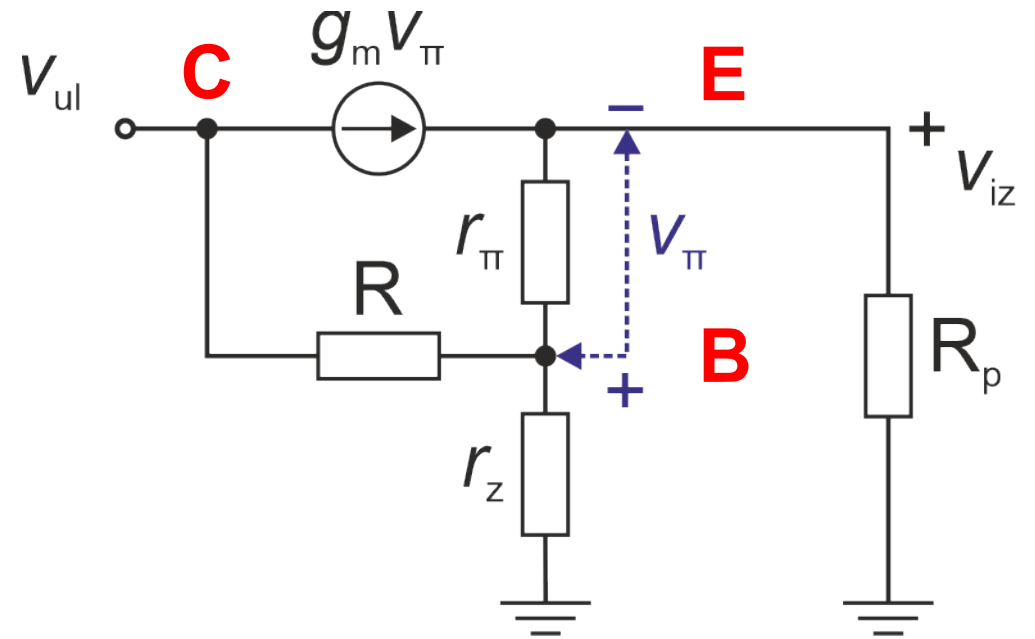 g_m v_π
v_ul
C
E
−
+
v_iz
r_π
v_π
R
B
+
R_p
r_z